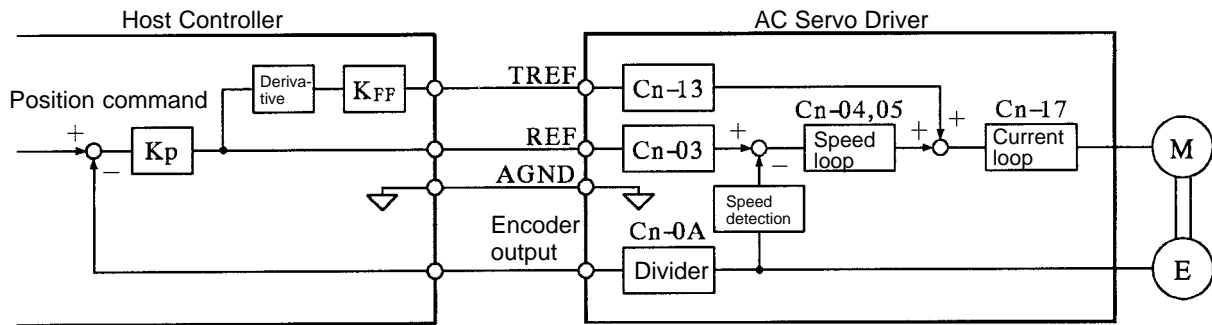 Host Controller
AC Servo Driver
Deriva-
tive
KFF
TREF
Cn-13
Position command
+
−
Kp
REF
Cn-03
+
−
Cn-04,05
Speed
loop
+
+
Cn-17
Current
loop
M
AGND
Speed
detection
Encoder
output
Cn-0A
Divider
E